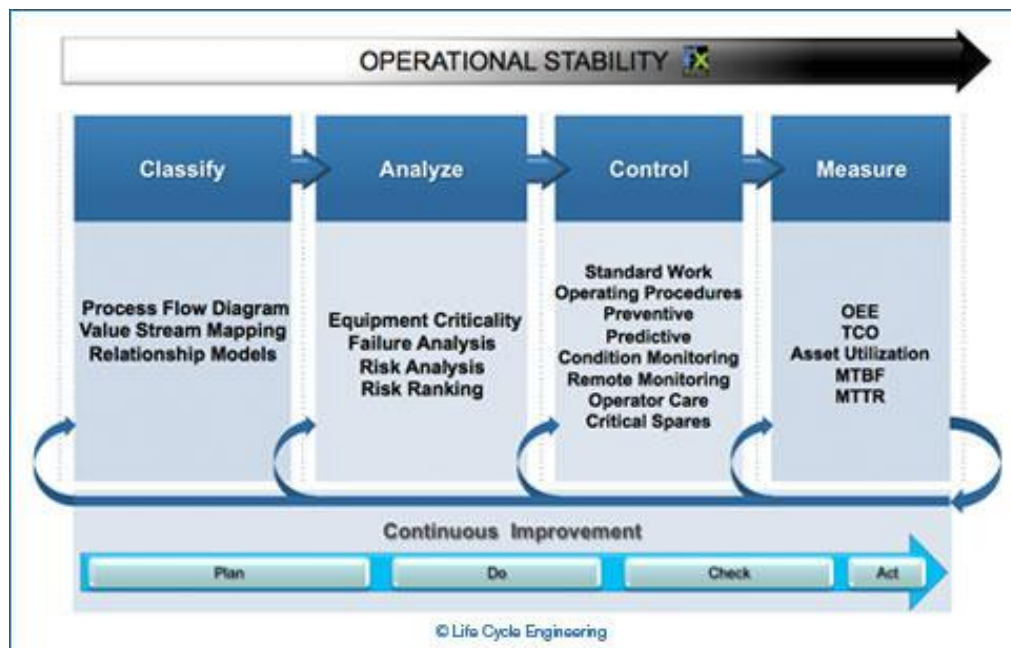 OPERATIONAL STABILITY
Classify
Analyze
Control
Measure
Process Flow Diagram
Value Stream Mapping
Relationship Models
Equipment Criticality
Failure Analysis
Risk Analysis
Risk Ranking
Standard Work
Operating Procedures
Preventive
Predictive
Condition Monitoring
Remote Monitoring
Operator Care
Critical Spares
OEE
TCO
Asset Utilization
MTBF
MTTR
Continuous Improvement
Plan
Do
Check
Act
© Life Cycle Engineering